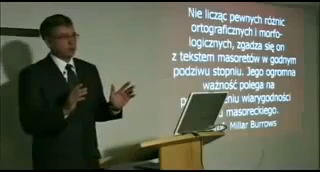 Nie licząc pewnych różnic
ortograficznych i morfo-
logicznych, zgadza się on
z tekstem masoretów w godnym
podziwu stopniu. Jego ogromna
ważność polega na
wiarygodności
masoreckiego.
Millar Burrows